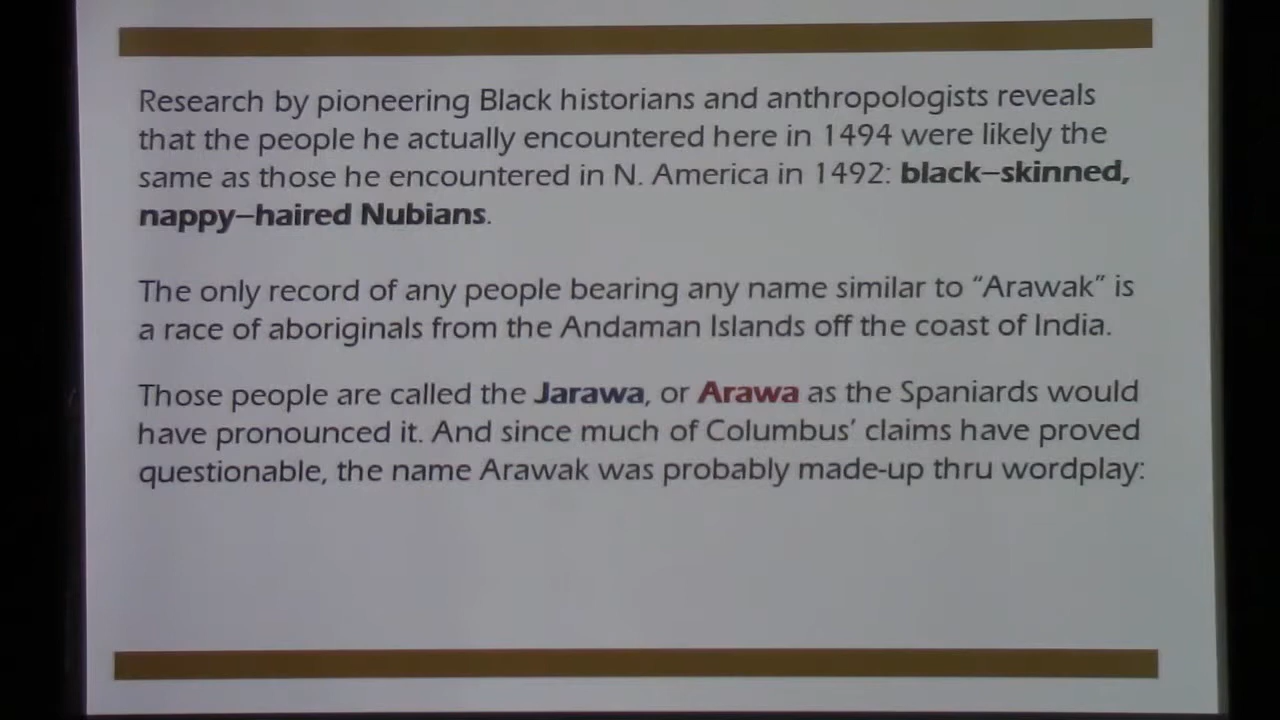 Research by pioneering Black historians and anthropologists reveals
that the people he actually encountered here in 1494 were likely the
same as those he encountered in N. America in 1492: black–skinned,
nappy–haired Nubians.
The only record of any people bearing any name similar to “Arawak” is
a race of aboriginals from the Andaman Islands off the coast of India.
Those people are called the Jarawa, or Arawa as the Spaniards would
have pronounced it. And since much of Columbus’ claims have proved
questionable, the name Arawak was probably made-up thru wordplay: